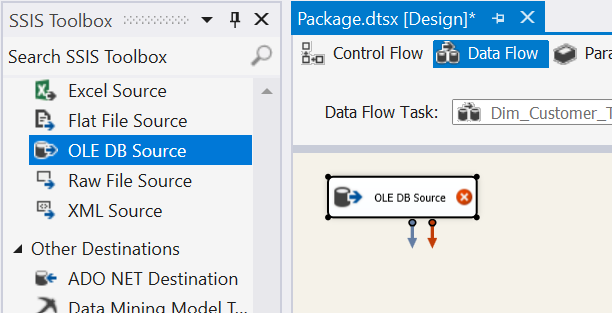 SSIS Toolbox
Search SSIS Toolbox
Excel Source
Flat File Source
OLE DB Source
Raw File Source
XML Source
Other Destinations
ADO NET Destination
Data Mining Model T...
Package.dtsx [Design]*
Control Flow
Data Flow
Para
Data Flow Task:
Dim_Customer_T
OLE DB Source